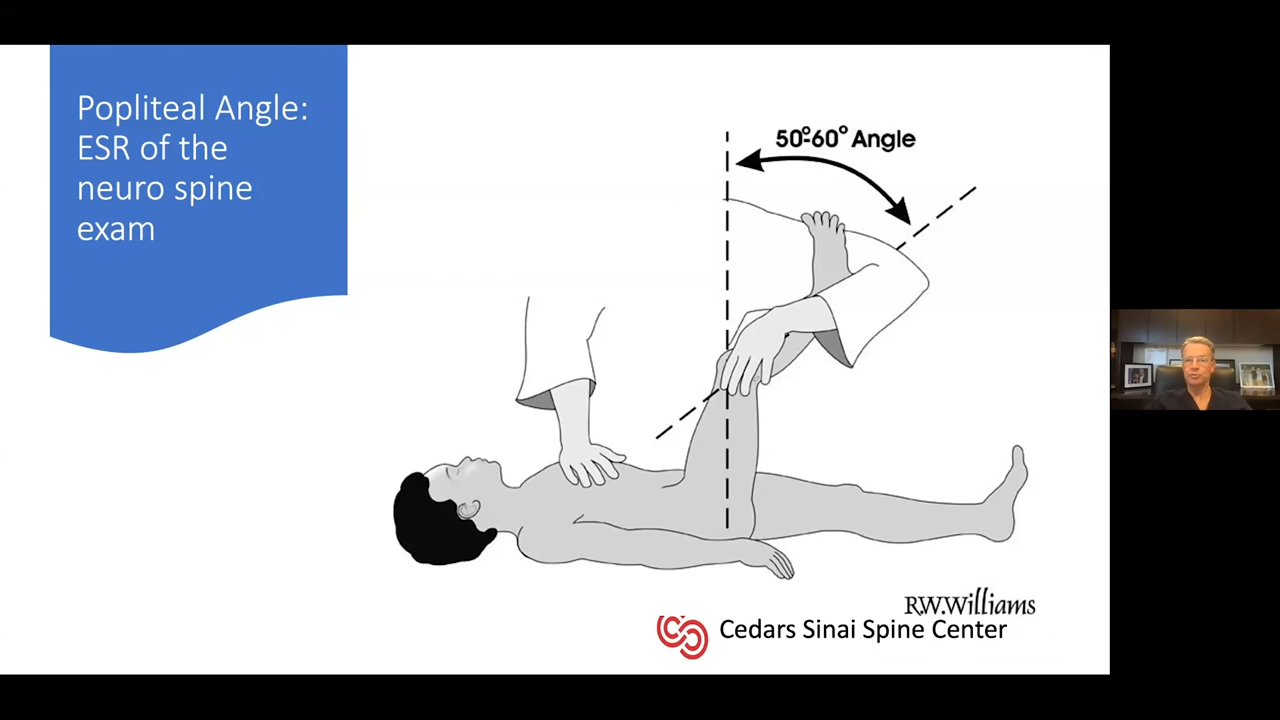 Popliteal Angle:
ESR of the
neuro spine
exam
50°-60° Angle
R.W.Williams
Cedars Sinai Spine Center